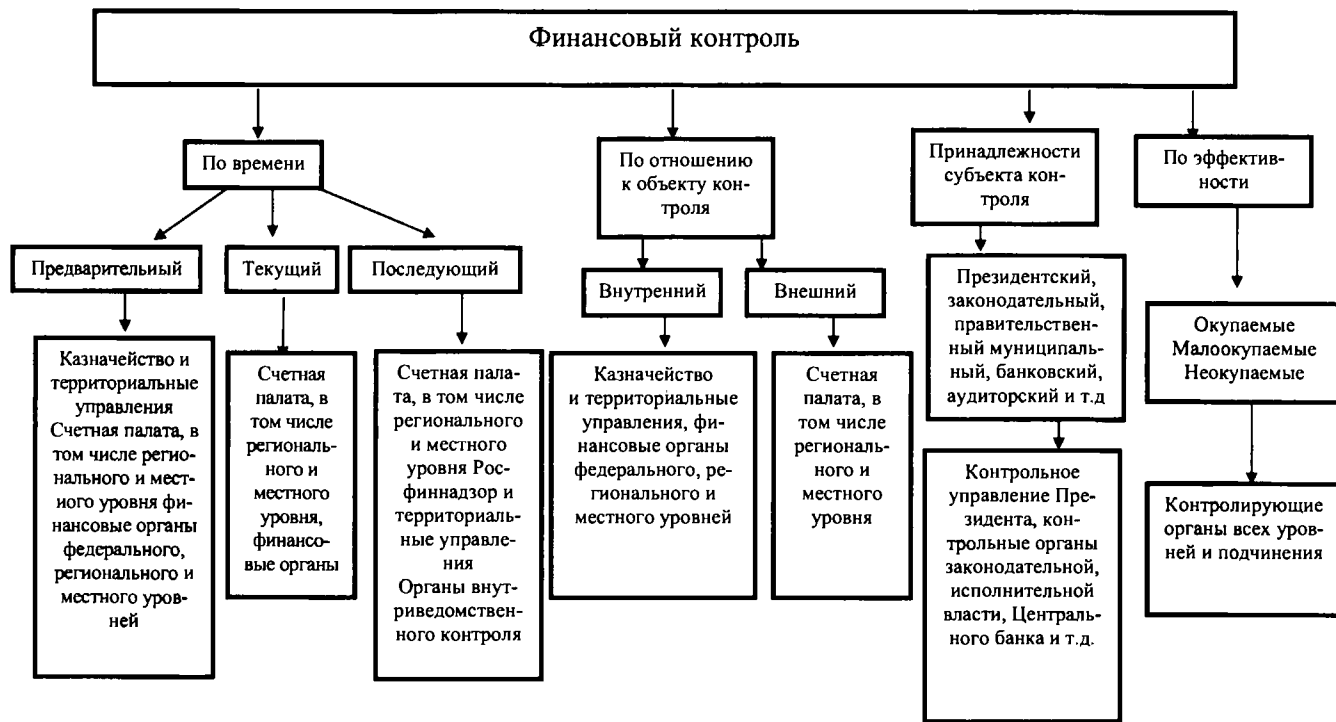 Финансовый контроль
По времени
По отношению
к объекту кон-
троля
Принадлежности
субъекта кон-
троля
По эффектив-
ности
Предварительный
Текущий
Последующий
Внутренний
Внешний
Президентский,
законодательный,
правительствен-
ный муниципаль-
ный, банковский,
аудиторский и т.д
Окупаемые
Малоокупаемые
Неокупаемые
Казначейство и
территориальные
управления
Счетная палата, в
том числе регио-
нального и мест-
ного уровня фи-
нансовые органы
федерального,
регионального и
местного уров-
ней
Счетная
палата, в
том числе
региональ-
ного и
местного
уровня,
финансо-
вые органы
Счетная пала-
та, в том числе
регионального
и местного
уровня Рос-
финнадзор и
территориаль-
ные управле-
ния
Органы внут-
риведомствен-
ного контроля
Казначейство
и территориальные
управления, фи-
нансовые органы
федерального, ре-
гионального и
местного уровней
Счетная
палата, в
том числе
регио-
нального и
местного
уровня
Контрольное
управление Пре-
зидента, кон-
трольные органы
законодательной,
исполнительной
власти, Централь-
ного банка и т.д.
Контролирующие
органы всех уров-
ней и подчинения